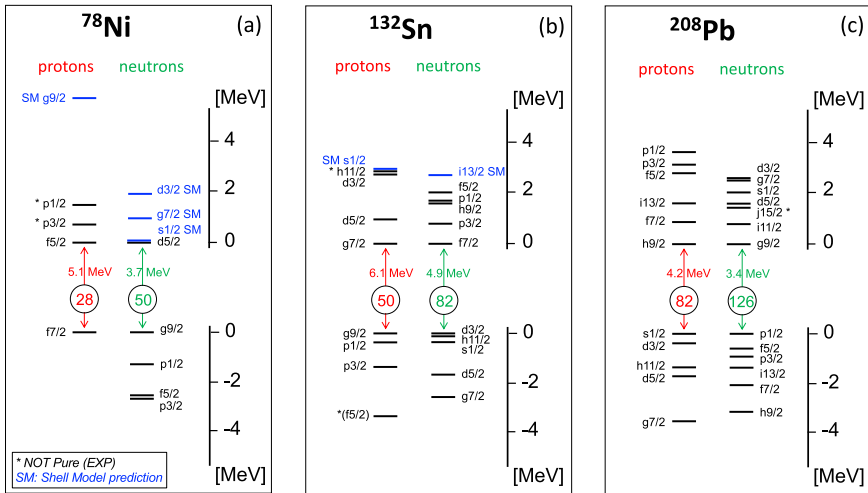 78Ni (a)
protons neutrons [MeV]
SM g9/2
4
d3/2 SM
2
* p1/2
g7/2 SM
* p3/2
s1/2 SM
f5/2 d5/2 0
5.1 MeV 3.7 MeV
28 50
f7/2 g9/2 0
p1/2
-2
f5/2
p3/2
-4
* NOT Pure (EXP)
SM: Shell Model prediction
[MeV]
132Sn (b)
protons neutrons [MeV]
4
SM s1/2
* h11/2 i13/2 SM
d3/2
f5/2 2
p1/2
h9/2
d5/2 p3/2
g7/2 f7/2 0
6.1 MeV 4.9 MeV
50 82
g9/2 d3/2 0
p1/2 h11/2
s1/2
p3/2 d5/2
-2
g7/2
*(f5/2)
-4
[MeV]
208Pb (c)
protons neutrons [MeV]
4
p1/2
p3/2 d3/2
f5/2 g7/2
s1/2 2
i13/2 d5/2
j15/2 *
f7/2 i11/2
h9/2 g9/2 0
4.2 MeV 3.4 MeV
82 126
s1/2 p1/2 0
d3/2 f5/2
p3/2
h11/2 i13/2
d5/2
f7/2 -2
h9/2
g7/2
-4
[MeV]